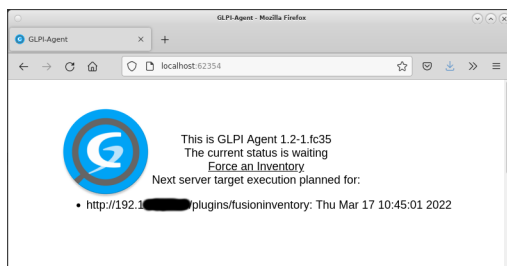 GLPI-Agent - Mozilla Firefox
GLPI-Agent
localhost:62354
This is GLPI Agent 1.2-1.fc35
The current status is waiting
Force an Inventory
Next server target execution planned for:
http://192.1 /plugins/fusioninventory: Thu Mar 17 10:45:01 2022